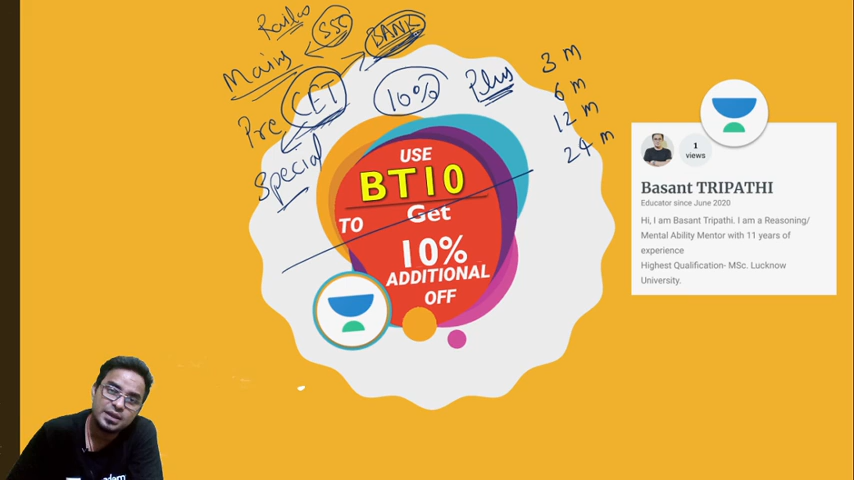 Railw
SSC
BANK
Mains
Pre
CET
10%
Plus
3 m
6 m
12 m
24 m
Special
USE
BT10
TO
Get
10%
ADDITIONAL
OFF
1
views
Basant TRIPATHI
Educator since June 2020
Hi, I am Basant Tripathi. I am a Reasoning/
Mental Ability Mentor with 11 years of
experience
Highest Qualification- MSc. Lucknow
University.